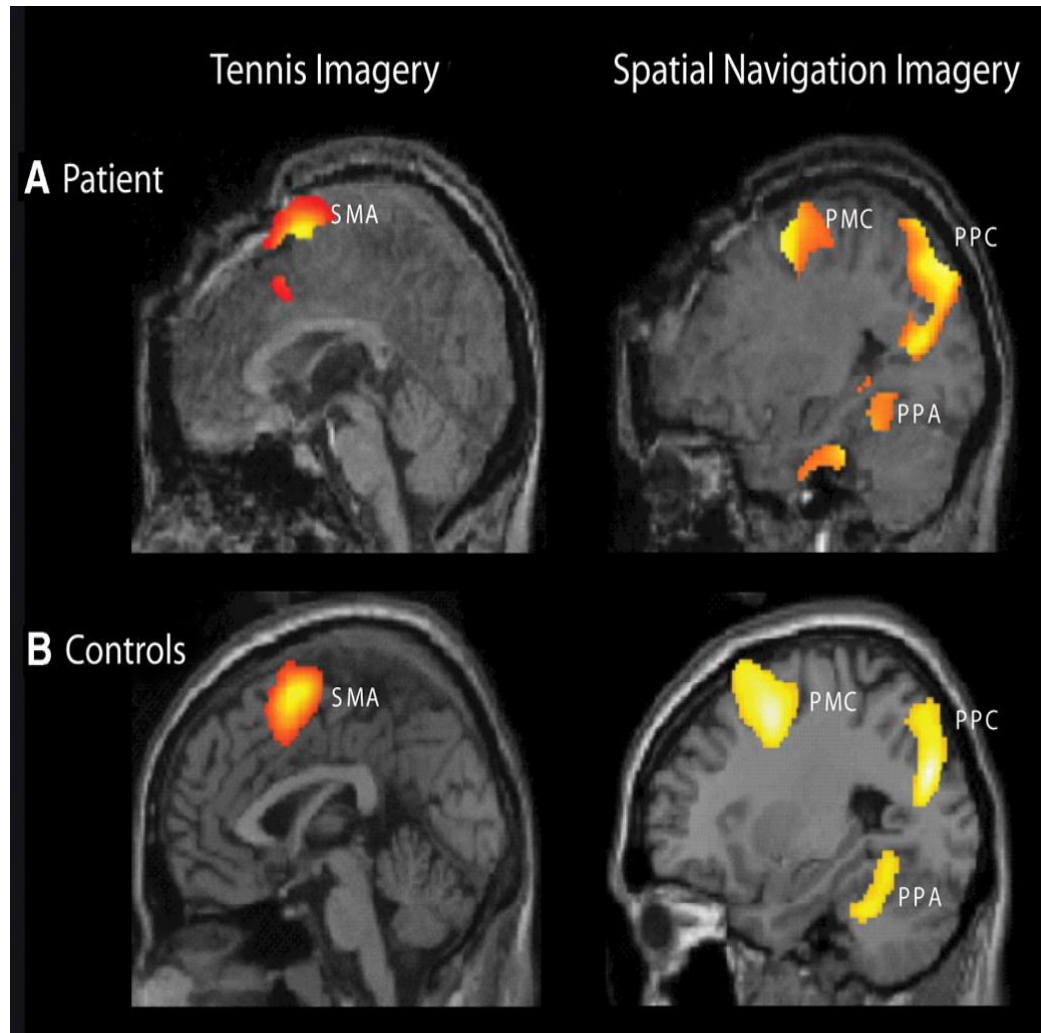 Tennis Imagery
Spatial Navigation Imagery
A Patient
SMA
PMC
PPC
PPA
B Controls
SMA
PMC
PPC
PPA